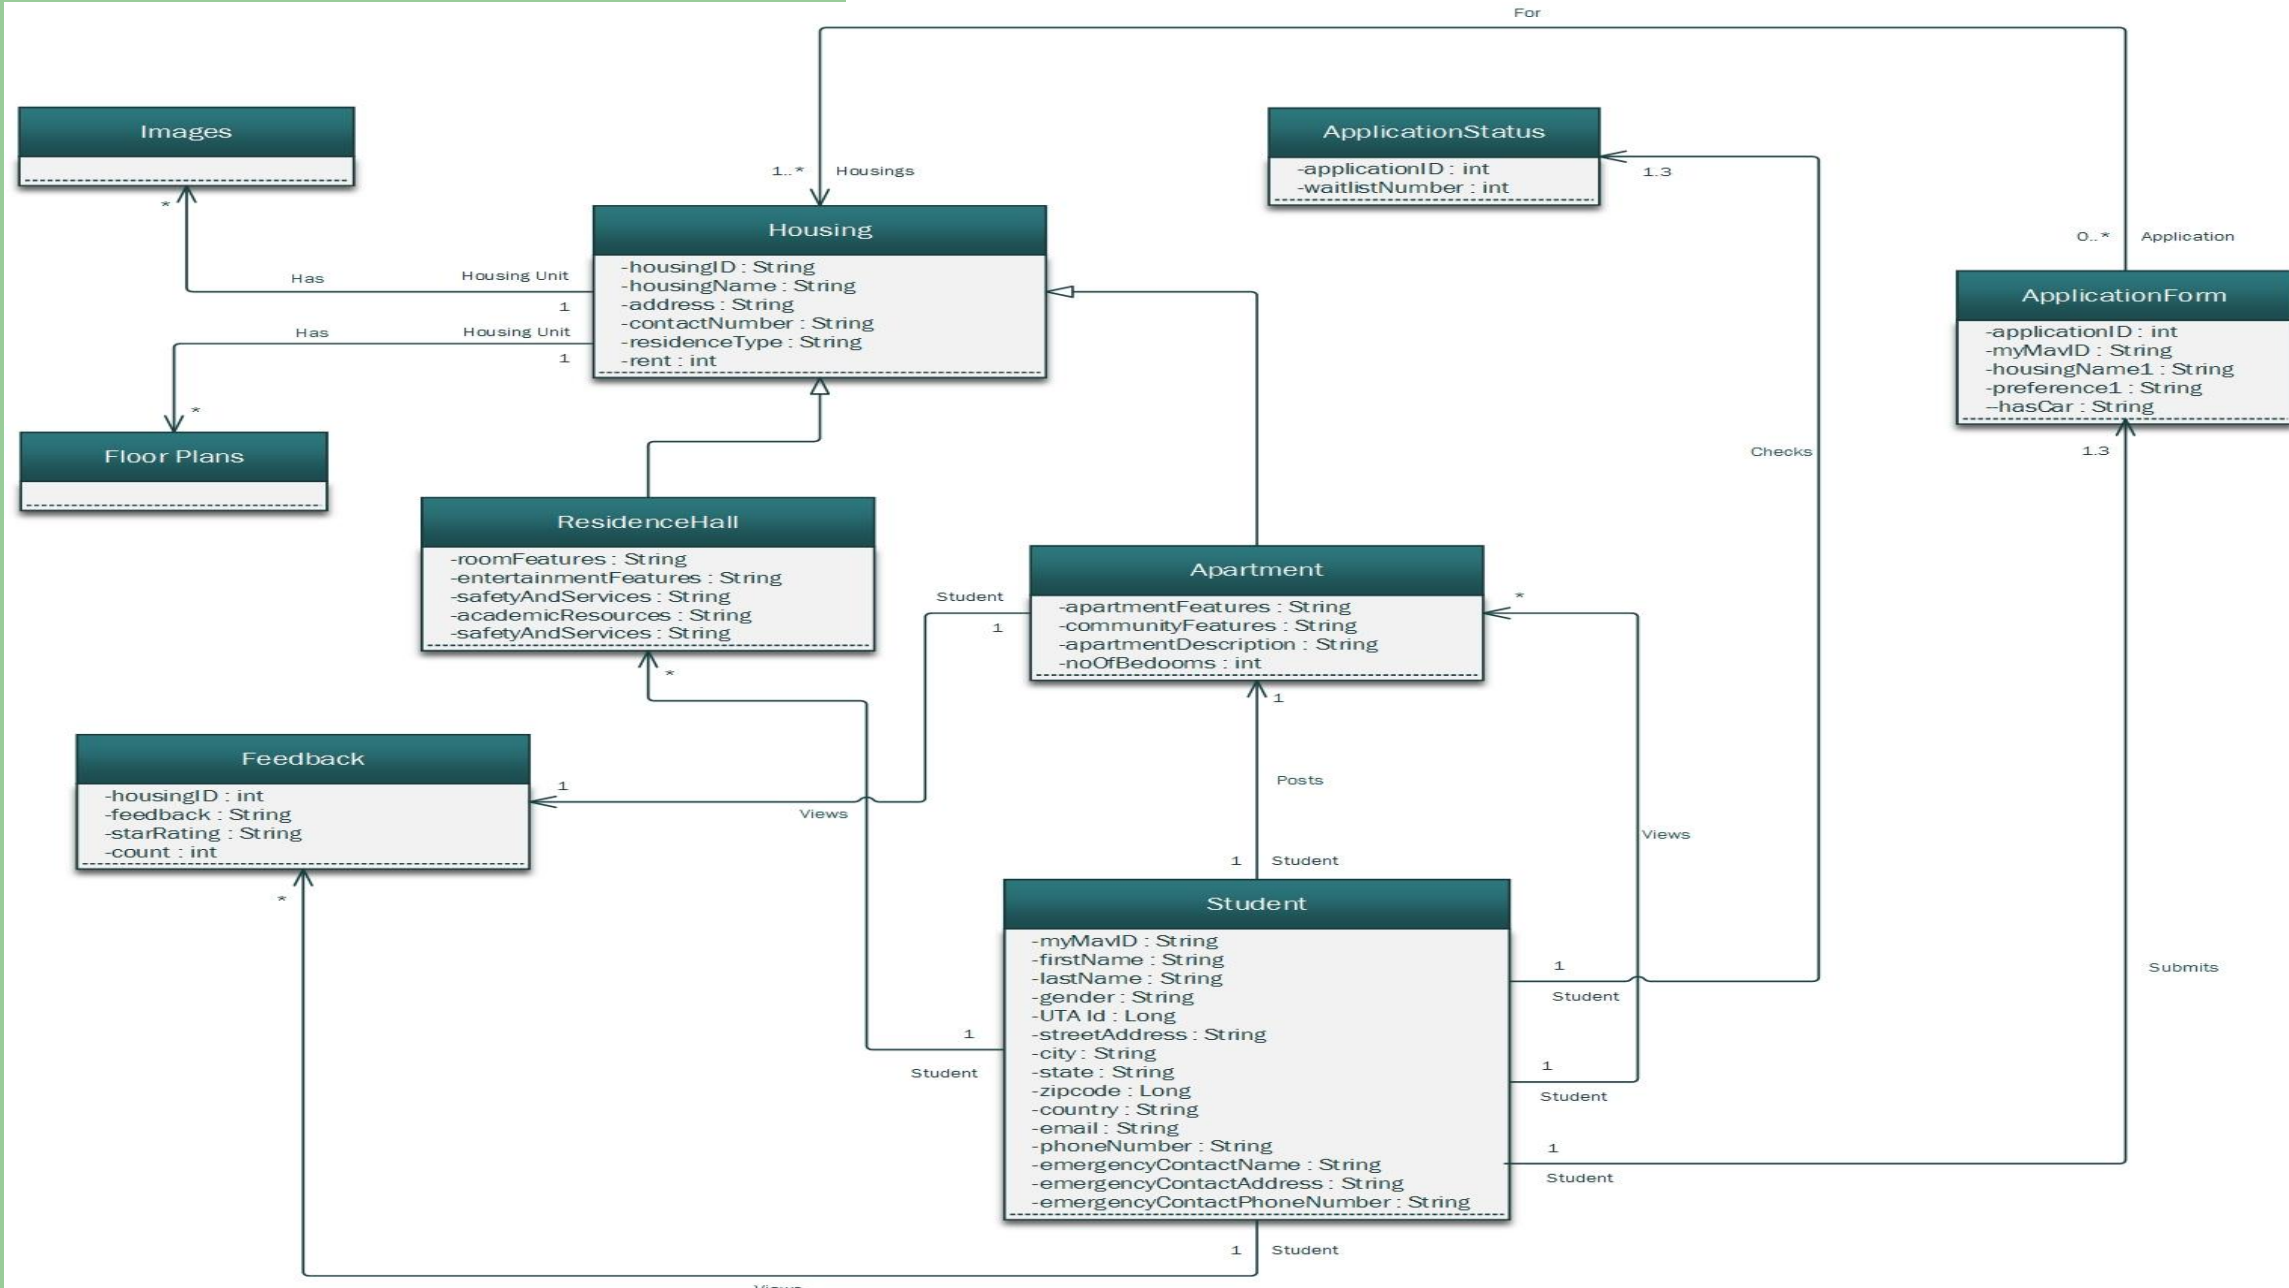 For
Images
ApplicationStatus
-applicationID : int
-waitlistNumber : int
1.3
1..*
Housings
*
Housing
-housingID : String
-housingName : String
-address : String
-contactNumber : String
-residenceType : String
-rent : int
0..*
Application
ApplicationForm
-applicationID : int
-myMavID : String
-housingName1 : String
-preference1 : String
--hasCar : String
Has
Housing Unit
1
Has
Housing Unit
1
*
Floor Plans
Checks
1.3
ResidenceHall
-roomFeatures : String
-entertainmentFeatures : String
-safetyAndServices : String
-academicResources : String
-safetyAndServices : String
*
Apartment
-apartmentFeatures : String
-communityFeatures : String
-apartmentDescription : String
-noOfBedooms : int
Student
1
*
1
Feedback
-housingID : int
-feedback : String
-starRating : String
-count : int
1
Views
*
Posts
Views
1
Student
Student
-myMavID : String
-firstName : String
-lastName : String
-gender : String
-UTA Id : Long
-streetAddress : String
-city : String
-state : String
-zipcode : Long
-country : String
-email : String
-phoneNumber : String
-emergencyContactName : String
-emergencyContactAddress : String
-emergencyContactPhoneNumber : String
1
Student
1
Student
1
Student
Submits
1
Student
1
Student
Views